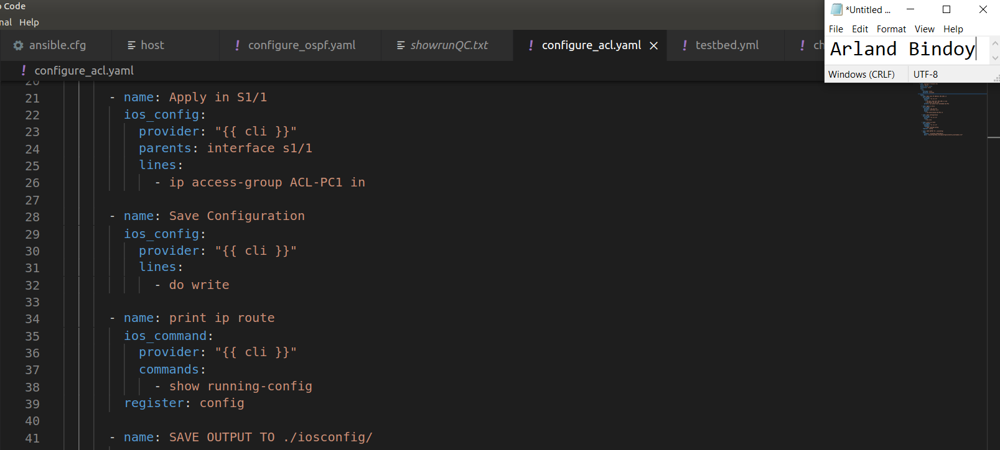 Code
nal Help
*Untitled ...
File Edit Format View Help
Arland Bindoy
Windows (CRLF) UTF-8
ansible.cfg host ! configure_ospf.yaml showrunQC.txt ! configure_acl.yaml ! testbed.yml ! ch
! configure_acl.yaml
20
21 - name: Apply in S1/1
22 ios_config:
23 provider: "{{ cli }}"
24 parents: interface s1/1
25 lines:
26 - ip access-group ACL-PC1 in
27
28 - name: Save Configuration
29 ios_config:
30 provider: "{{ cli }}"
31 lines:
32 - do write
33
34 - name: print ip route
35 ios_command:
36 provider: "{{ cli }}"
37 commands:
38 - show running-config
39 register: config
40
41 - name: SAVE OUTPUT TO ./iosconfig/